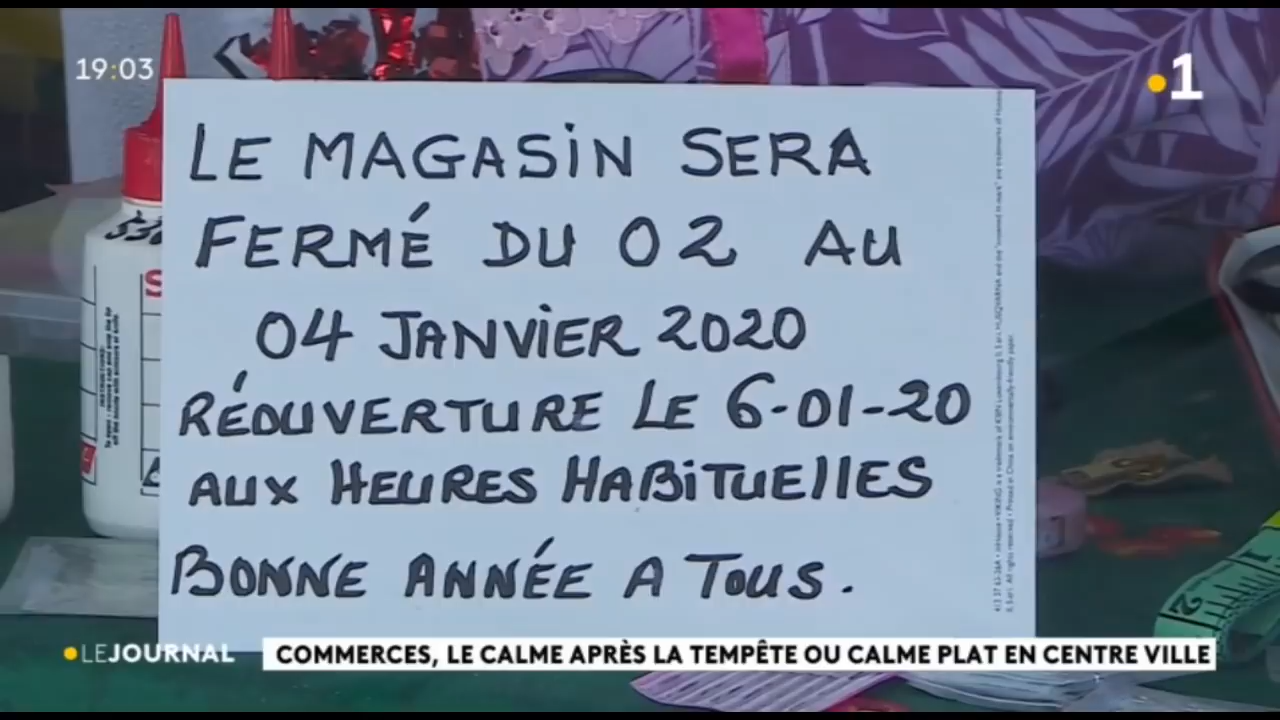 19:03
1
LE MAGASIN SERA
FERMÉ DU 02 AU
04 JANVIER 2020
RÉOUVERTURE LE 6-01-20
AUX HEURES HABITUELLES
BONNE ANNÉE A TOUS.
LEJOURNAL
COMMERCES, LE CALME APRÈS LA TEMPÊTE OU CALME PLAT EN CENTRE VILLE